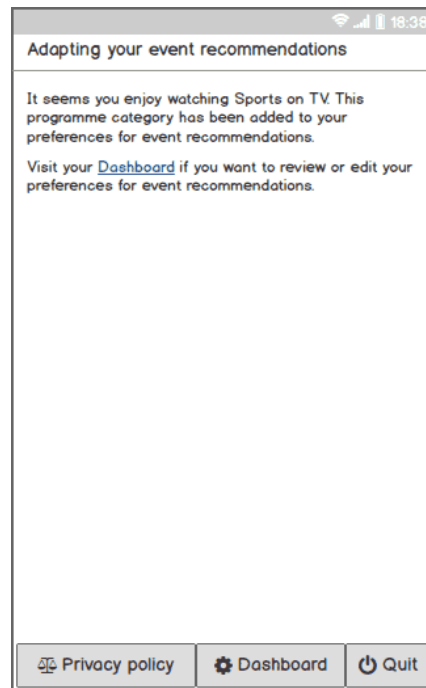 18:38
Adapting your event recommendations
It seems you enjoy watching Sports on TV. This
programme category has been added to your
preferences for event recommendations.
Visit your Dashboard if you want to review or edit your
preferences for event recommendations.
Privacy policy
Dashboard
Quit